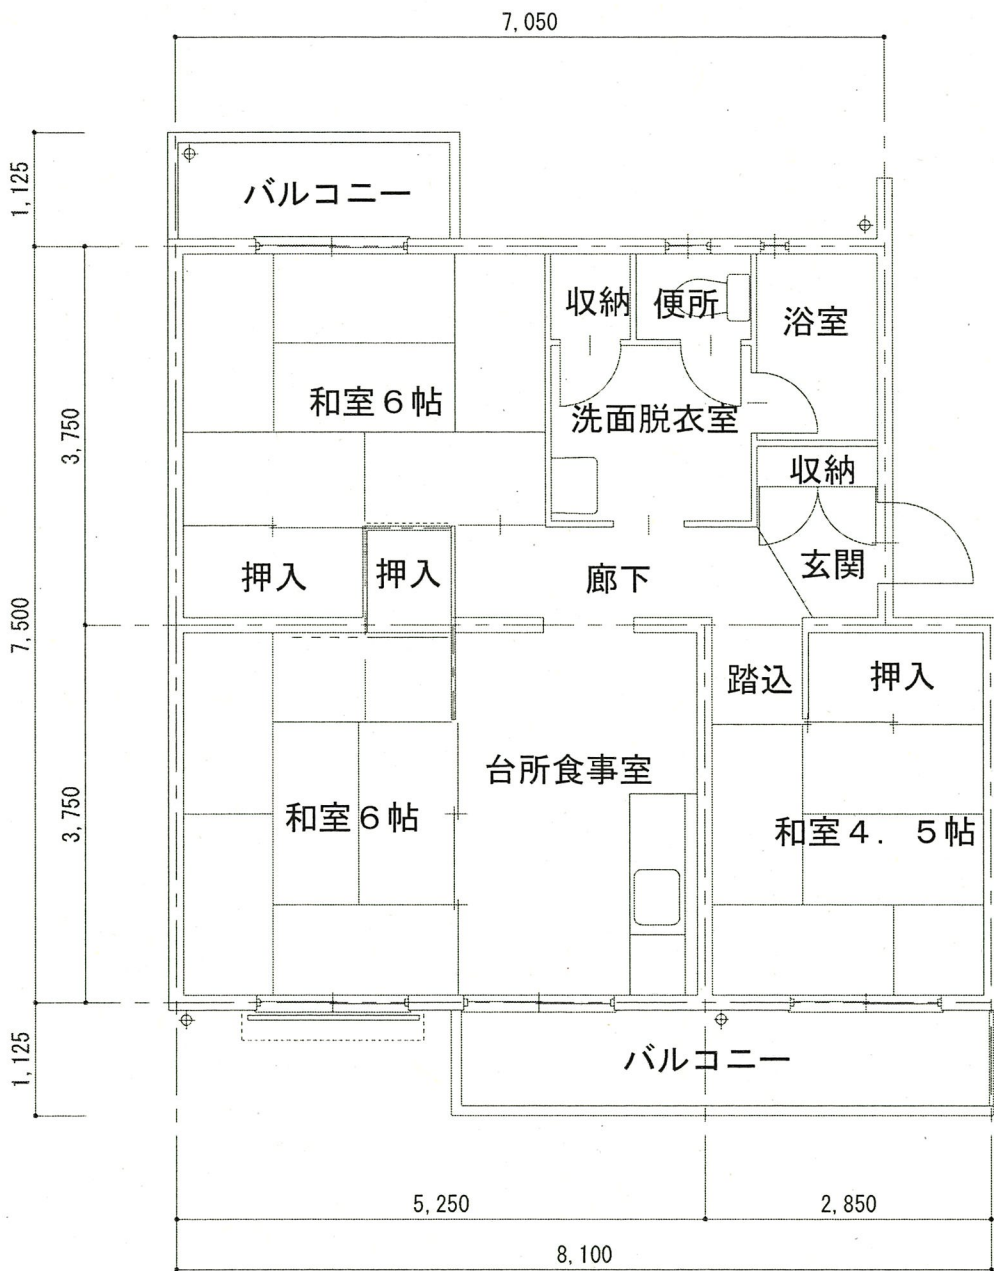 7,050
1,125
バルコニー
収納
便所
浴室
和室6帖
洗面脱衣室
3,750
収納
押入
押入
廊下
玄関
7,500
踏込
押入
台所食事室
3,750
和室6帖
和室4.5帖
1,125
バルコニー
5,250
2,850
8,100